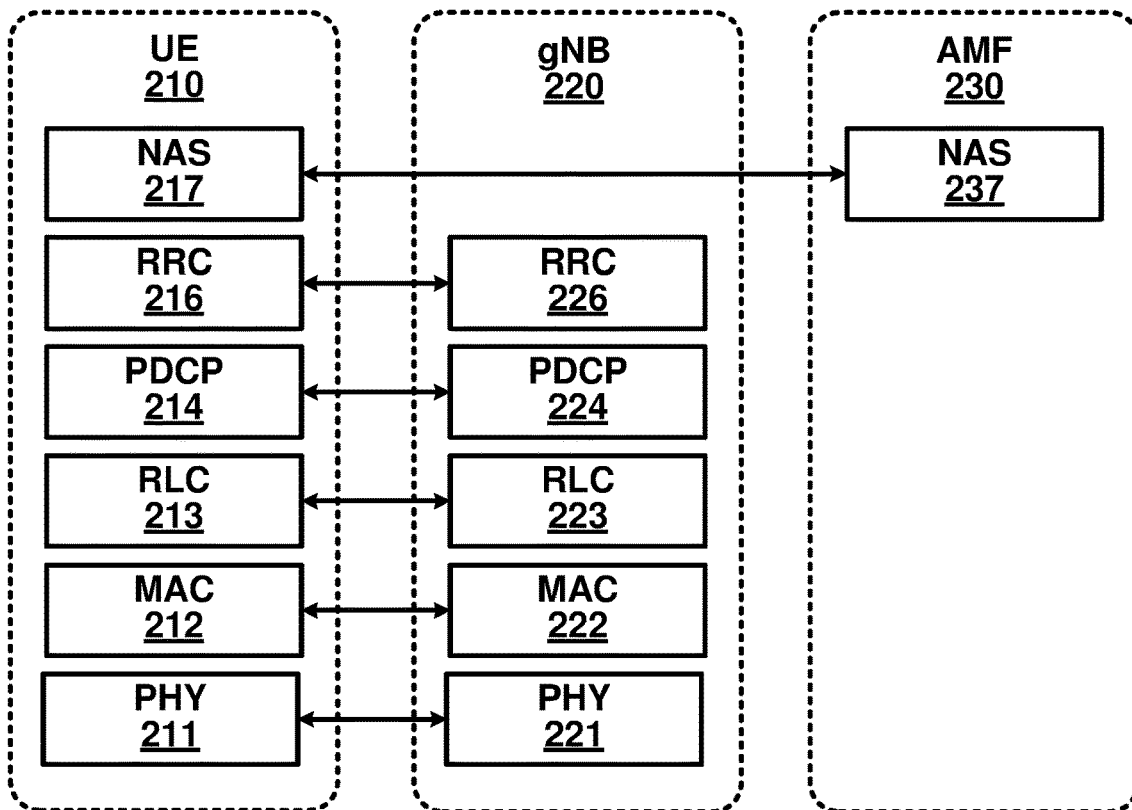 UE
210
gNB
220
AMF
230
NAS
217
NAS
237
RRC
216
RRC
226
PDCP
214
PDCP
224
RLC
213
RLC
223
MAC
212
MAC
222
PHY
211
PHY
221